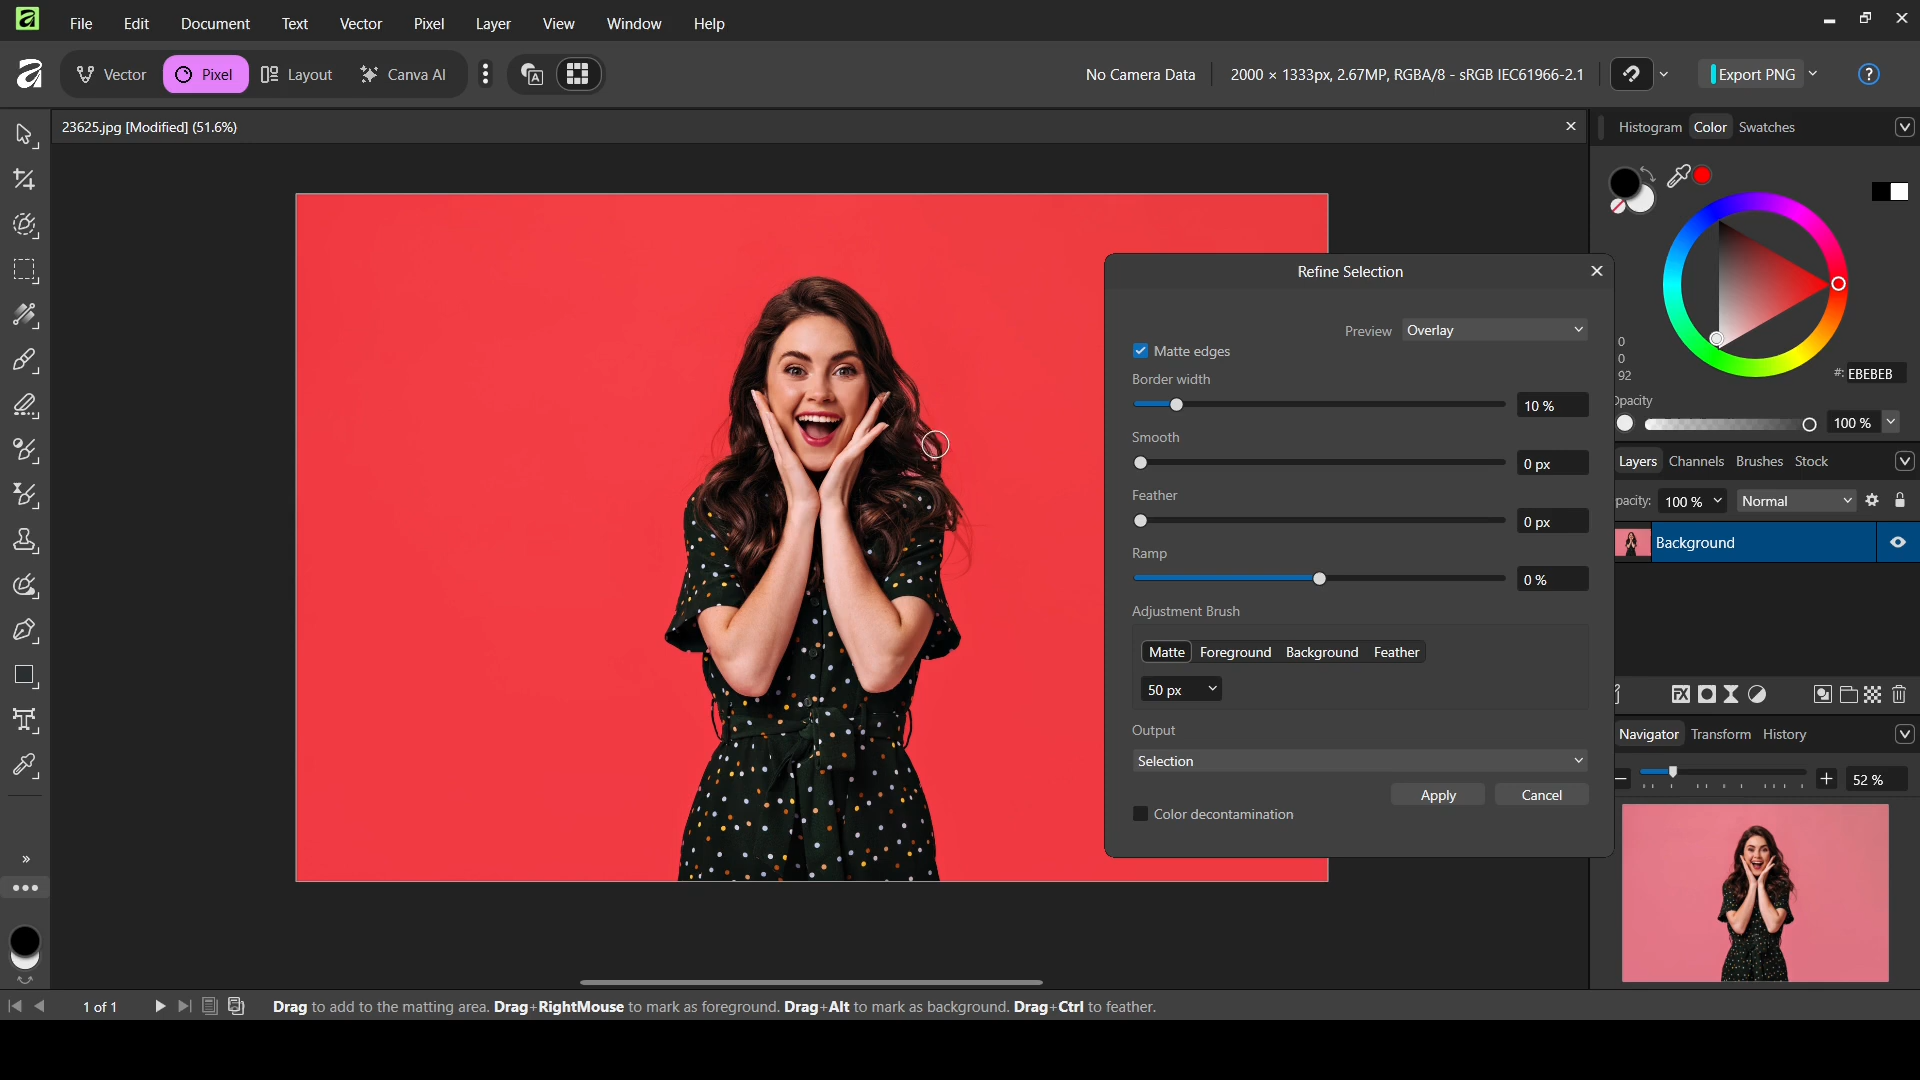 File Edit Document Text Vector Pixel Layer View Window Help
Vector Pixel Layout Canva AI
No Camera Data 2000 × 1333px, 2.67MP, RGBA/8 - sRGB IEC61966-2.1 Export PNG
23625.jpg [Modified] (51.6%)
Histogram Color Swatches
Refine Selection
Preview Overlay
Matte edges
Border width
10 %
Smooth
0 px
Feather
0 px
Ramp
0 %
Adjustment Brush
Matte Foreground Background Feather
50 px
Output
Selection
Apply Cancel
Color decontamination
0
0
92
#: EBEBEB
Opacity
100 %
Layers Channels Brushes Stock
pacity: 100 % Normal
Background
Navigator Transform History
52 %
1 of 1
Drag to add to the matting area. Drag+RightMouse to mark as foreground. Drag+Alt to mark as background. Drag+Ctrl to feather.